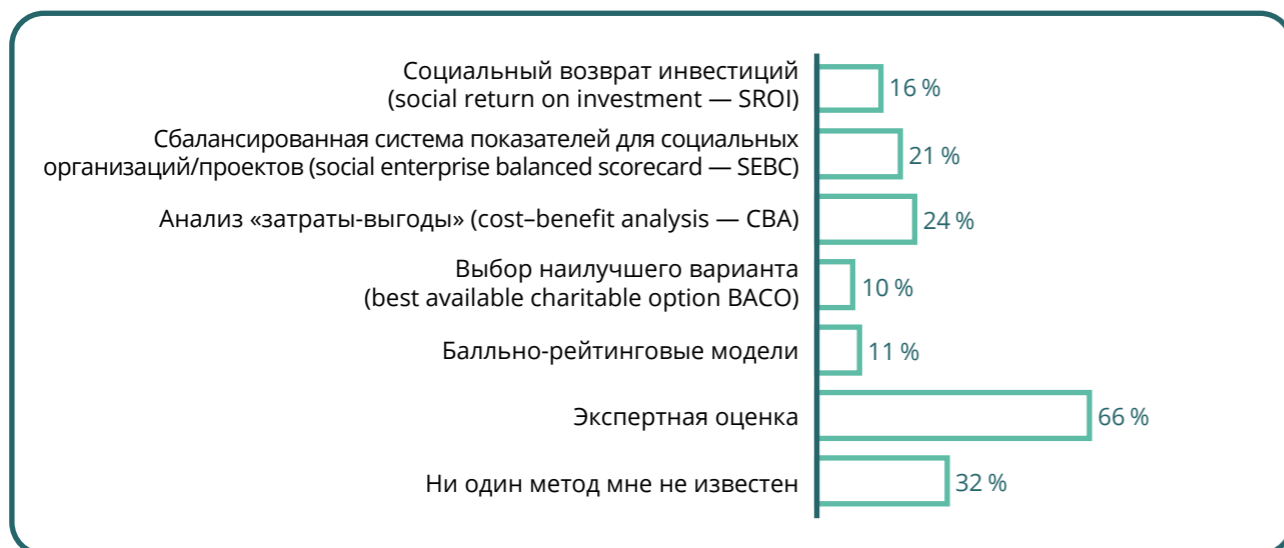 Социальный возврат инвестиций
(social return on investment — SROI)
16 %
Сбалансированная система показателей для социальных
организаций/проектов (social enterprise balanced scorecard — SEBC)
21 %
Анализ «затраты-выгоды» (cost–benefit analysis — CBA)
24 %
Выбор наилучшего варианта
(best available charitable option BACO)
10 %
Балльно-рейтинговые модели
11 %
Экспертная оценка
66 %
Ни один метод мне не известен
32 %